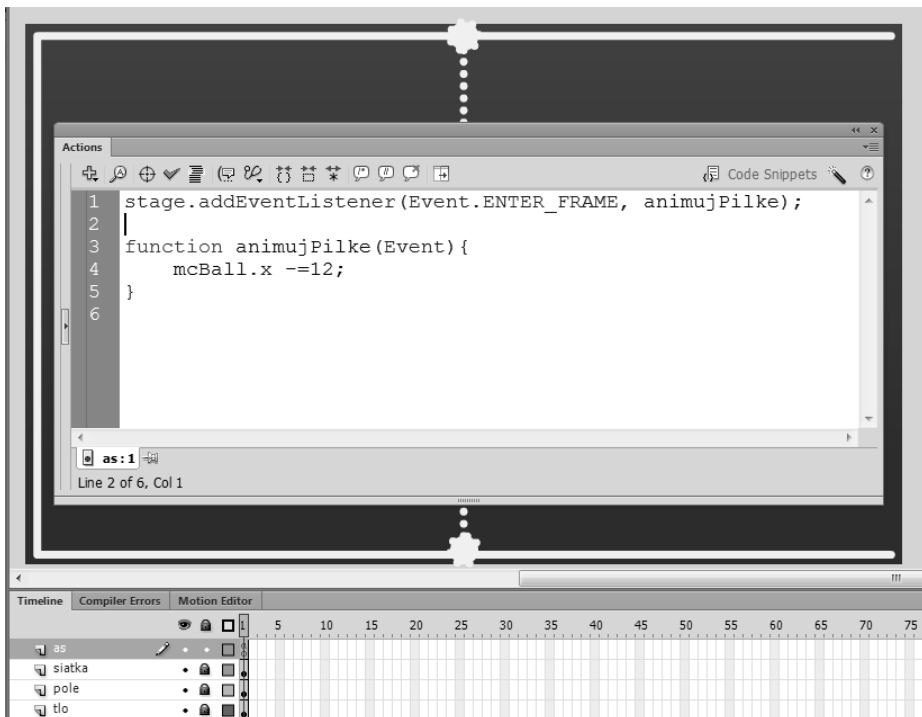 Actions
Code Snippets
1 stage.addEventListener(Event.ENTER_FRAME, animujPilke);
2
3 function animujPilke(Event){
4 mcBall.x -=12;
5 }
6
as:1
Line 2 of 6, Col 1
Timeline Compiler Errors Motion Editor
1 5 10 15 20 25 30 35 40 45 50 55 60 65 70 75
as
siatka
pole
tlo